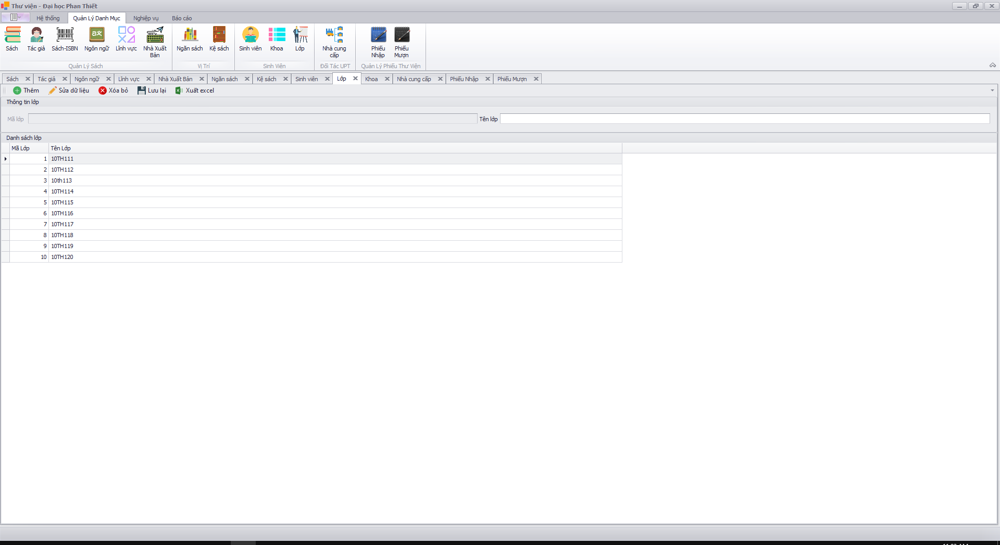 Thư viện - Đại học Phan Thiết
Hệ thống Quản Lý Danh Mục Nghiệp vụ Báo cáo
Sách Tác giả Sách-ISBN Ngôn ngữ Lĩnh vực Nhà Xuất Bản Ngăn sách Kệ sách Sinh viên Khoa Lớp Nhà cung cấp Phiếu Nhập Phiếu Mượn
Quản Lý Sách Vị Trí Sinh Viên Đối Tác UPT Quản Lý Phiếu Thư Viện
Sách Tác giả Ngôn ngữ Lĩnh vực Nhà Xuất Bản Ngăn sách Kệ sách Sinh viên Lớp Khoa Nhà cung cấp Phiếu Nhập Phiếu Mượn
Thêm Sửa dữ liệu Xóa bỏ Lưu lại Xuất excel
Thông tin lớp
Mã lớp Tên lớp
Danh sách lớp
Mã Lớp Tên Lớp
1 10TH111
2 10TH112
3 10th113
4 10TH114
5 10TH115
6 10TH116
7 10TH117
8 10TH118
9 10TH119
10 10TH120